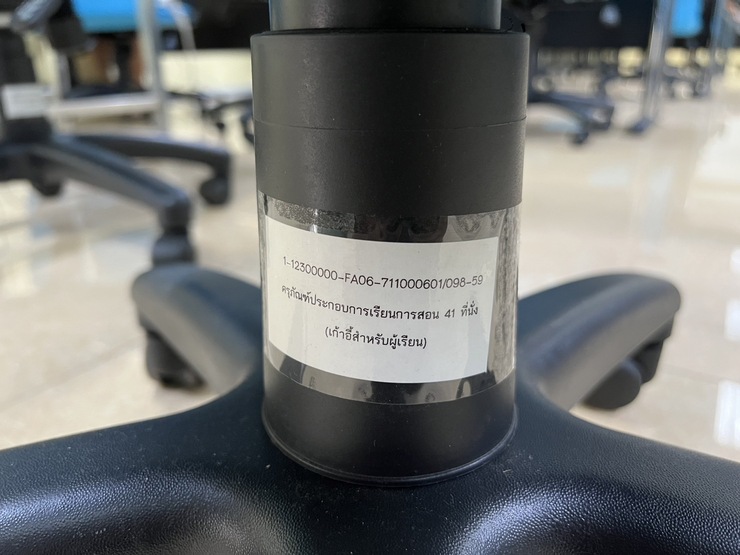 1-12300000-FA06-711000601/098-59
ครุภัณฑ์ประกอบการเรียนการสอน 41 ที่นั่ง
(เก้าอี้สำหรับผู้เรียน)